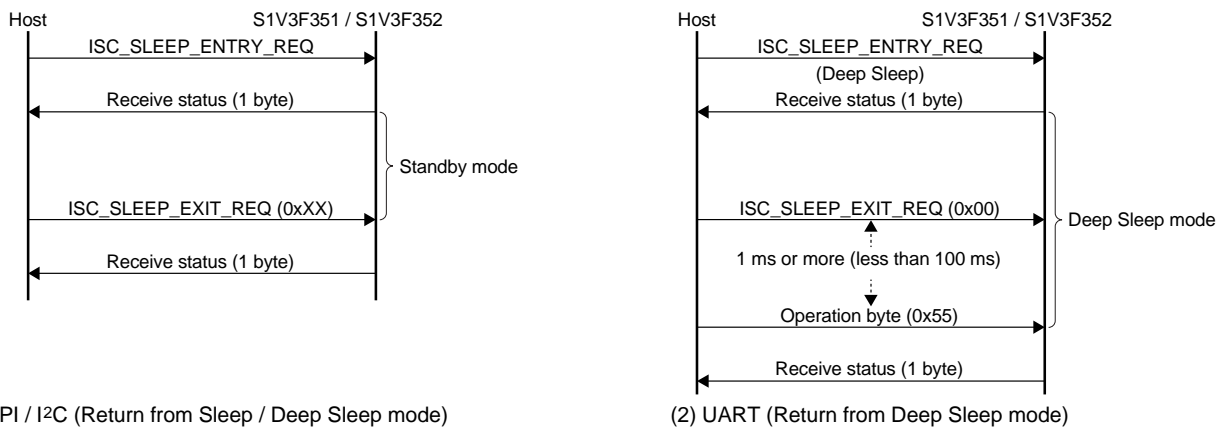 Host S1V3F351 / S1V3F352
ISC_SLEEP_ENTRY_REQ
Receive status (1 byte)
Standby mode
ISC_SLEEP_EXIT_REQ (0xXX)
Receive status (1 byte)
PI / I2C (Return from Sleep / Deep Sleep mode)
Host S1V3F351 / S1V3F352
ISC_SLEEP_ENTRY_REQ
(Deep Sleep)
Receive status (1 byte)
ISC_SLEEP_EXIT_REQ (0x00)
Deep Sleep mode
1 ms or more (less than 100 ms)
Operation byte (0x55)
Receive status (1 byte)
(2) UART (Return from Deep Sleep mode)